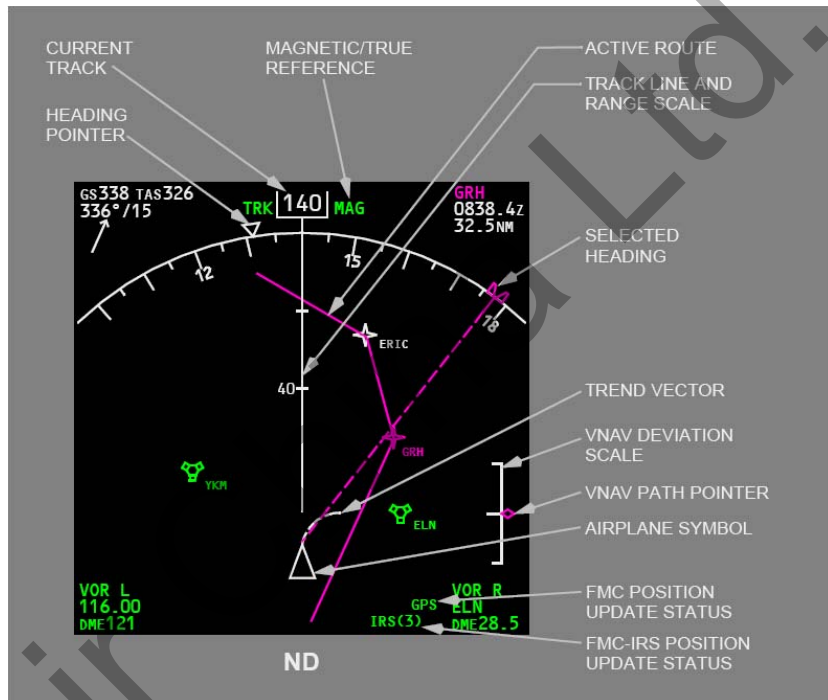 CURRENT
TRACK
MAGNETIC/TRUE
REFERENCE
ACTIVE ROUTE
TRACK LINE AND
RANGE SCALE
HEADING
POINTER
GS338 TAS326
336°/15
TRK 140 MAG
GRH
0838.4Z
32.5NM
SELECTED
HEADING
12
15
18
ERIC
40
TREND VECTOR
GRH
VNAV DEVIATION
SCALE
YKM
VNAV PATH POINTER
ELN
AIRPLANE SYMBOL
VOR L
116.00
DME121
GPS
IRS(3)
VOR R
ELN
DME28.5
FMC POSITION
UPDATE STATUS
FMC-IRS POSITION
UPDATE STATUS
ND
Ltd.